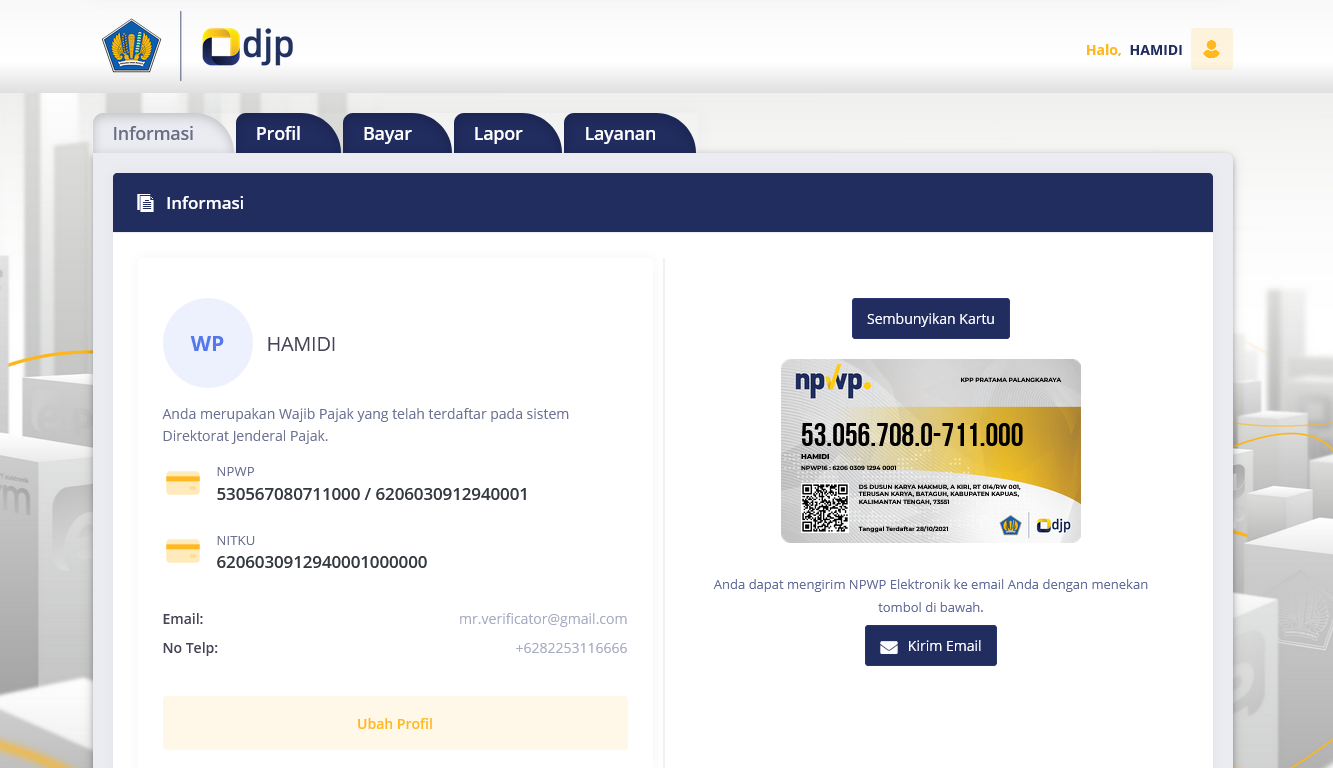 djp
Halo, HAMIDI
Informasi
Profil
Bayar
Lapor
Layanan
Informasi
WP
HAMIDI
Anda merupakan Wajib Pajak yang telah terdaftar pada sistem
Direktorat Jenderal Pajak.
NPWP
530567080711000 / 6206030912940001
NITKU
6206030912940001000000
Email: mr.verificator@gmail.com
No Telp: +6282253116666
Ubah Profil
Sembunyikan Kartu
npwp.
KPP PRATAMA PALANGKARAYA
53.056.708.0-711.000
HAMIDI
NPWP16 : 6206 0309 1294 0001
DS DUSUN KARYA MAKMUR, A KIRI, RT 014/RW 001,
TERUSAN KARYA, BATAGUH, KABUPATEN KAPUAS,
KALIMANTAN TENGAH, 73551
Tanggal Terdaftar 28/10/2021
djp
Anda dapat mengirim NPWP Elektronik ke email Anda dengan menekan
tombol di bawah.
Kirim Email